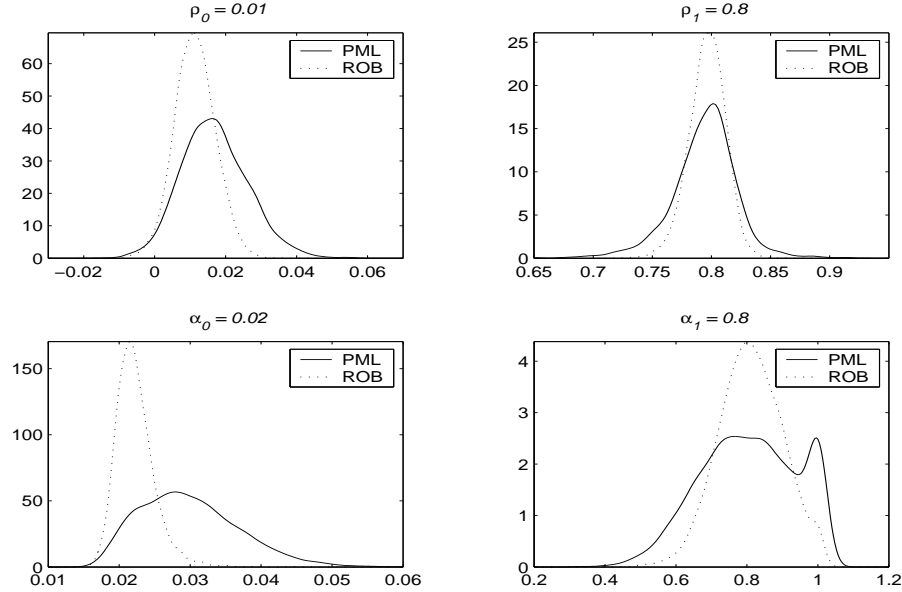 ρ0 = 0.01
PML
ROB
60
50
40
30
20
10
0
-0.02 0 0.02 0.04 0.06
ρ1 = 0.8
PML
ROB
25
20
15
10
5
0
0.65 0.7 0.75 0.8 0.85 0.9
α0 = 0.02
PML
ROB
150
100
50
0
0.01 0.02 0.03 0.04 0.05 0.06
α1 = 0.8
PML
ROB
4
3
2
1
0
0.2 0.4 0.6 0.8 1 1.2